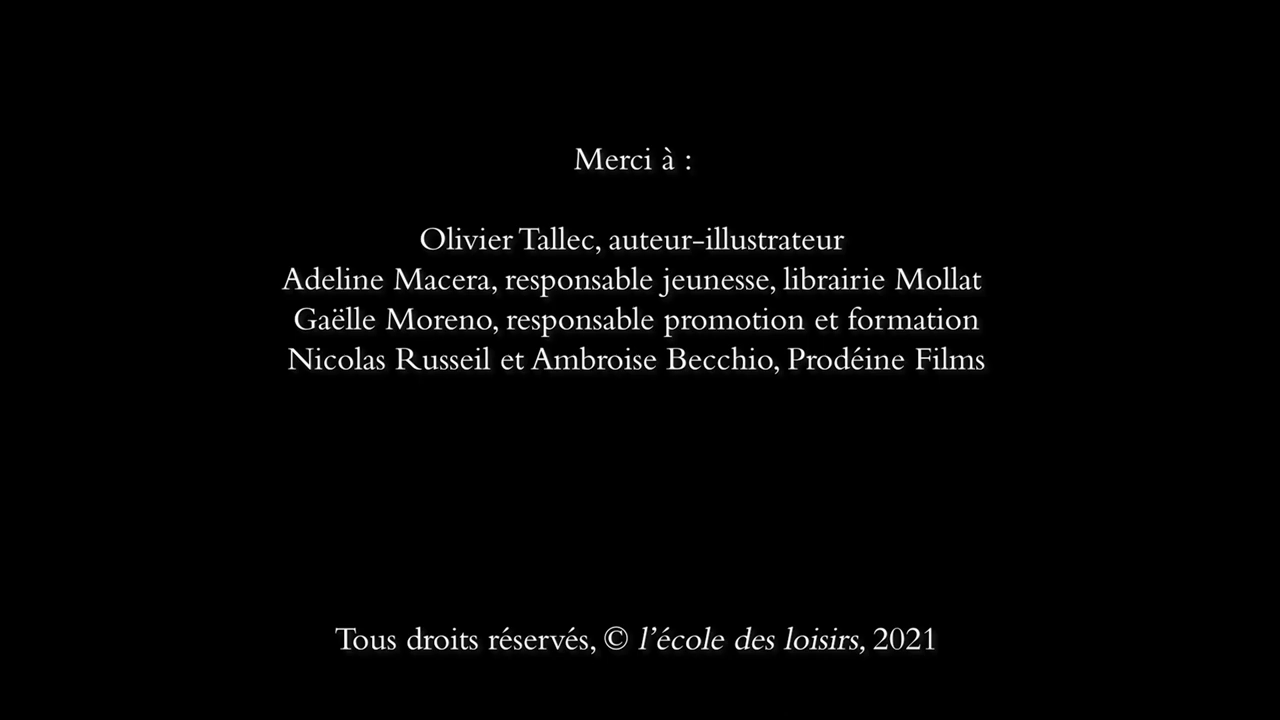 Merci à :
Olivier Tallec, auteur-illustrateur
Adeline Macera, responsable jeunesse, librairie Mollat
Gaëlle Moreno, responsable promotion et formation
Nicolas Russeil et Ambroise Becchio, Prodéine Films
Tous droits réservés, © l'école des loisirs, 2021